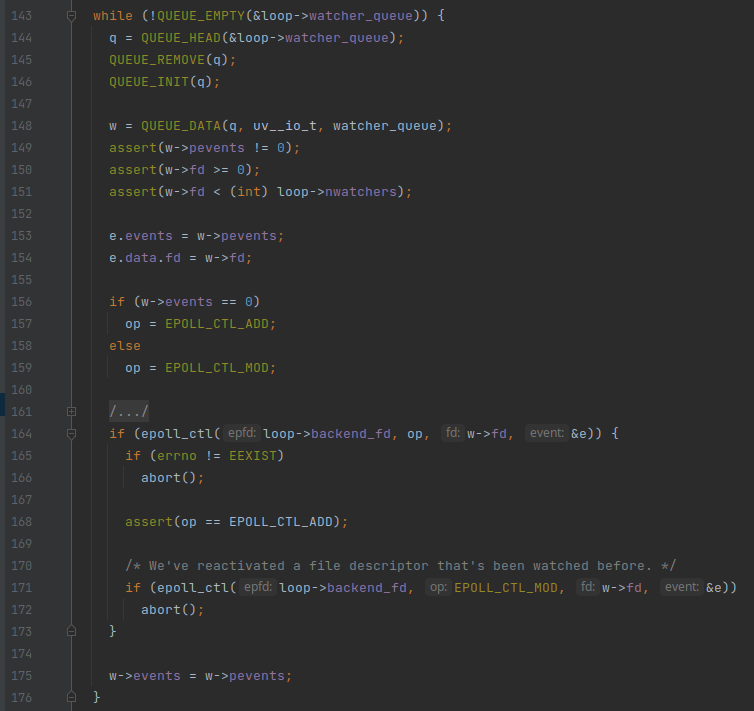 143 while (!QUEUE_EMPTY(&loop->watcher_queue)) {
144 q = QUEUE_HEAD(&loop->watcher_queue);
145 QUEUE_REMOVE(q);
146 QUEUE_INIT(q);
147
148 w = QUEUE_DATA(q, uv__io_t, watcher_queue);
149 assert(w->pevents != 0);
150 assert(w->fd >= 0);
151 assert(w->fd < (int) loop->nwatchers);
152
153 e.events = w->pevents;
154 e.data.fd = w->fd;
155
156 if (w->events == 0)
157 op = EPOLL_CTL_ADD;
158 else
159 op = EPOLL_CTL_MOD;
160
161 /.../
164 if (epoll_ctl( epfd: loop->backend_fd, op, fd: w->fd, event: &e)) {
165 if (errno != EEXIST)
166 abort();
167
168 assert(op == EPOLL_CTL_ADD);
169
170 /* We've reactivated a file descriptor that's been watched before. */
171 if (epoll_ctl( epfd: loop->backend_fd, op: EPOLL_CTL_MOD, fd: w->fd, event: &e))
172 abort();
173 }
174
175 w->events = w->pevents;
176 }